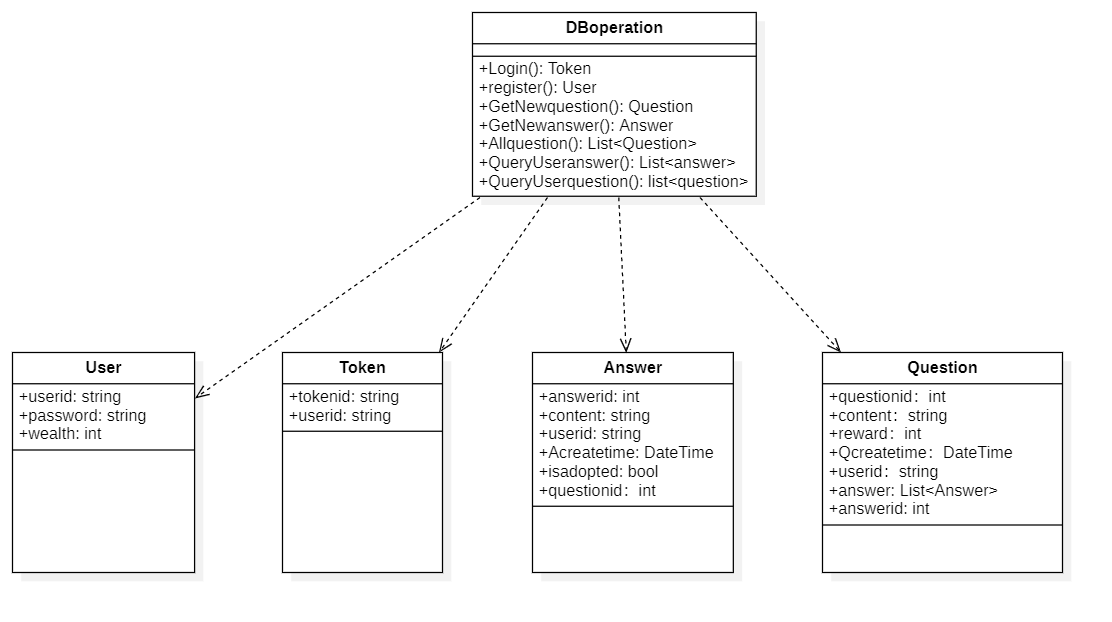 DBoperation
+Login(): Token
+register(): User
+GetNewquestion(): Question
+GetNewanswer(): Answer
+Allquestion(): List<Question>
+QueryUseranswer(): List<answer>
+QueryUserquestion(): list<question>
User
+userid: string
+password: string
+wealth: int
Token
+tokenid: string
+userid: string
Answer
+answerid: int
+content: string
+userid: string
+Acreatetime: DateTime
+isadopted: bool
+questionid：int
Question
+questionid：int
+content：string
+reward：int
+Qcreatetime：DateTime
+userid：string
+answer: List<Answer>
+answerid: int